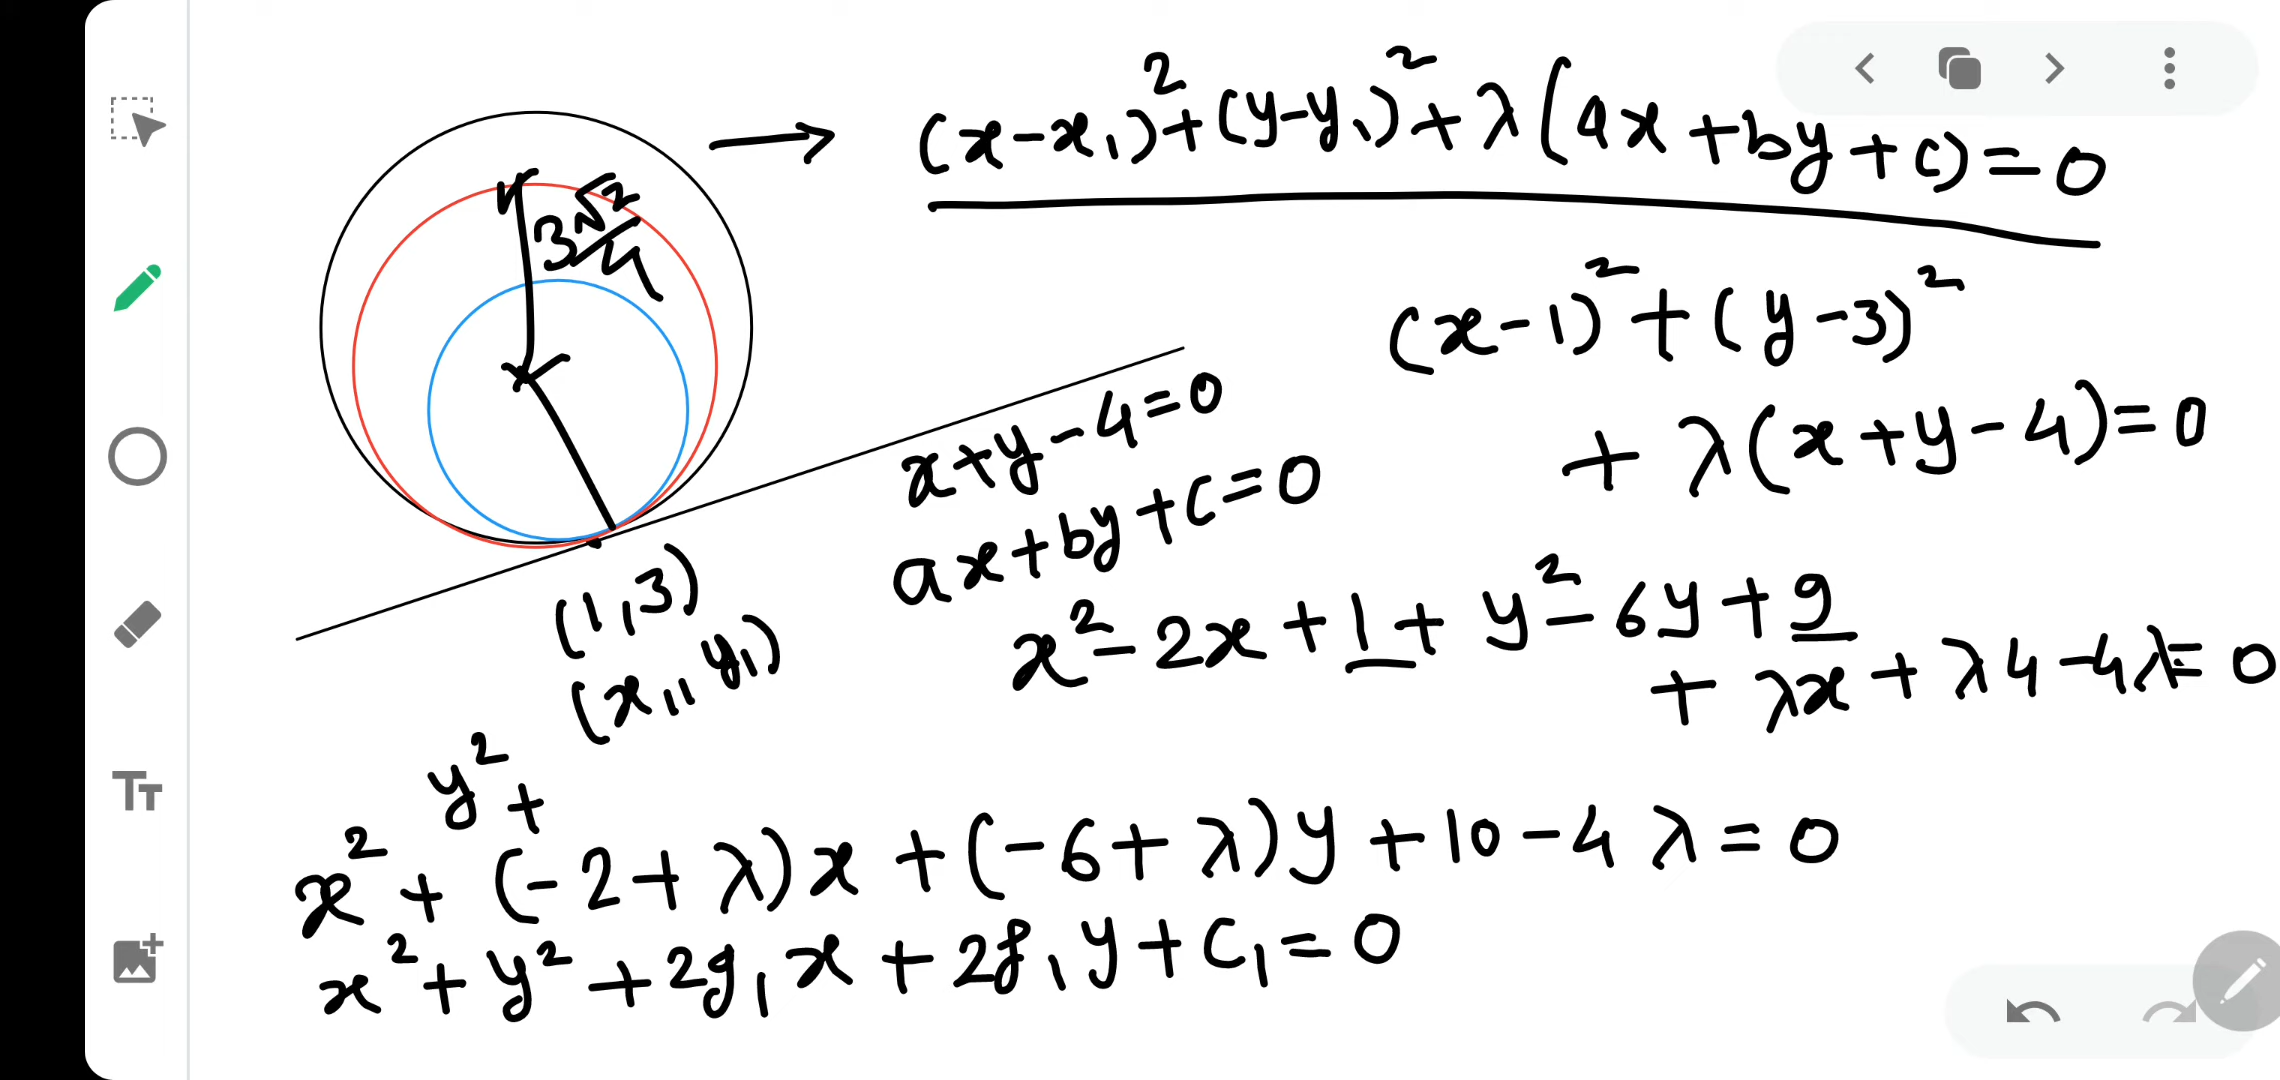 (x-x₁)²+(y-y₁)²+λ(ax+by+c)=0
3√2/4
(x-1)²+(y-3)²
+ λ(x+y-4)=0
x+y-4=0
ax+by+c=0
(1,3)
(x₁, y₁)
x²-2x+1+ y²-6y+9
+ λx+λ4-4λ=0
y²+
x²+(-2+λ)x+(-6+λ)y+10-4λ=0
x²+y²+2g₁x+2f₁y+c₁=0
TT